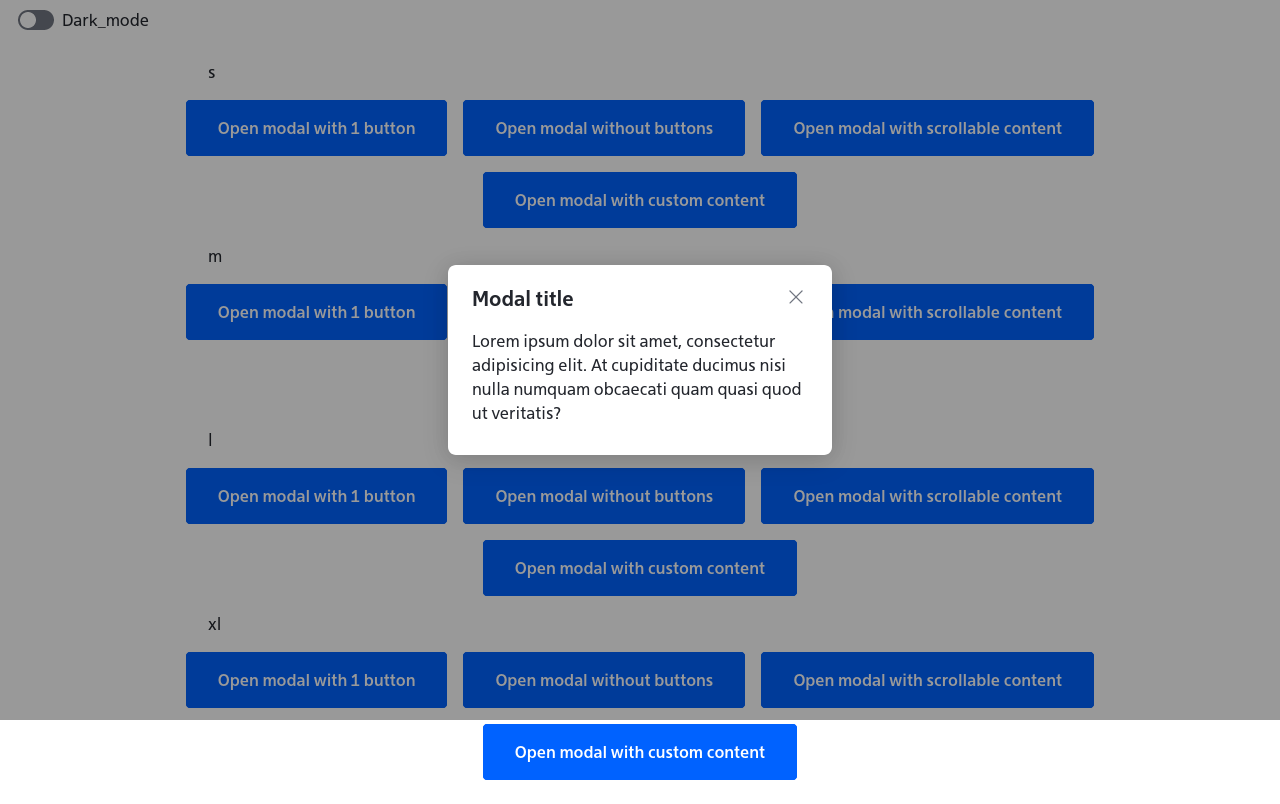 Dark_mode
s
Open modal with 1 button
Open modal without buttons
Open modal with scrollable content
Open modal with custom content
m
Open modal with 1 button
modal with scrollable content
Modal title
Lorem ipsum dolor sit amet, consectetur
adipisicing elit. At cupiditate ducimus nisi
nulla numquam obcaecati quam quasi quod
ut veritatis?
l
Open modal with 1 button
Open modal without buttons
Open modal with scrollable content
Open modal with custom content
xl
Open modal with 1 button
Open modal without buttons
Open modal with scrollable content
Open modal with custom content